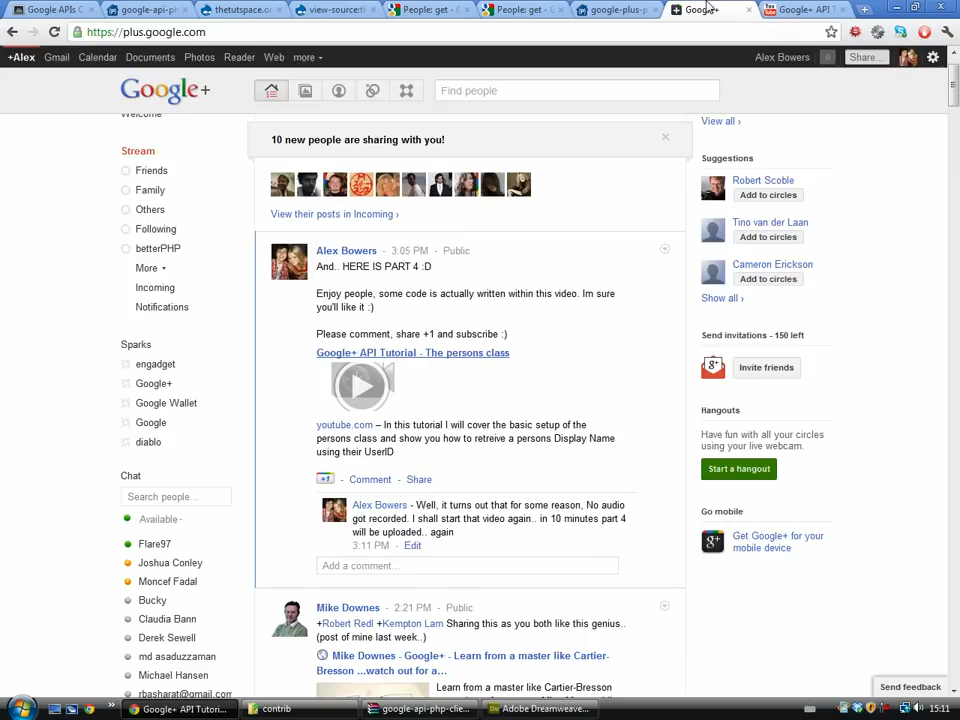 Google APIs C
google-api-ph
thetutspace.c
view-source:tl
People: get - G
People: get - G
google-plus-p
Google+
Google+ API T
https://plus.google.com
+Alex Gmail Calendar Documents Photos Reader Web more
Alex Bowers 0 Share...
Google+
Find people
Welcome
10 new people are sharing with you!
View all ›
Stream
Friends
Family
Others
Following
betterPHP
More
Incoming
Notifications
Sparks
engadget
Google+
Google Wallet
Google
diablo
Chat
Search people...
Available
Flare97
Joshua Conley
Moncef Fadal
Bucky
Claudia Bann
Derek Sewell
md asaduzzaman
Michael Hansen
rbasharat@gmail.com
View their posts in Incoming ›
Alex Bowers - 3:05 PM - Public
And.. HERE IS PART 4 :D
Enjoy people, some code is actually written within this video. Im sure
you'll like it :)
Please comment, share +1 and subscribe :)
Google+ API Tutorial - The persons class
youtube.com – In this tutorial I will cover the basic setup of the
persons class and show you how to retreive a persons Display Name
using their UserID
+1 - Comment - Share
Alex Bowers - Well, it turns out that for some reason, No audio
got recorded. I shall start that video again.. in 10 minutes part 4
will be uploaded.. again
3:11 PM - Edit
Add a comment...
Mike Downes - 2:21 PM - Public
+Robert Redl +Kempton Lam Sharing this as you both like this genius..
(post of mine last week..)
Mike Downes - Google+ - Learn from a master like Cartier-
Bresson ...watch out for a...
Learn from a master like Cartier-Bresson
Suggestions
Robert Scoble
Add to circles
Tino van der Laan
Add to circles
Cameron Erickson
Add to circles
Show all ›
Send invitations - 150 left
Invite friends
Hangouts
Have fun with all your circles
using your live webcam.
Start a hangout
Go mobile
Get Google+ for your
mobile device
Send feedback
Google+ API Tutori...
contrib
google-api-php-clie...
Adobe Dreamweave...
15:11